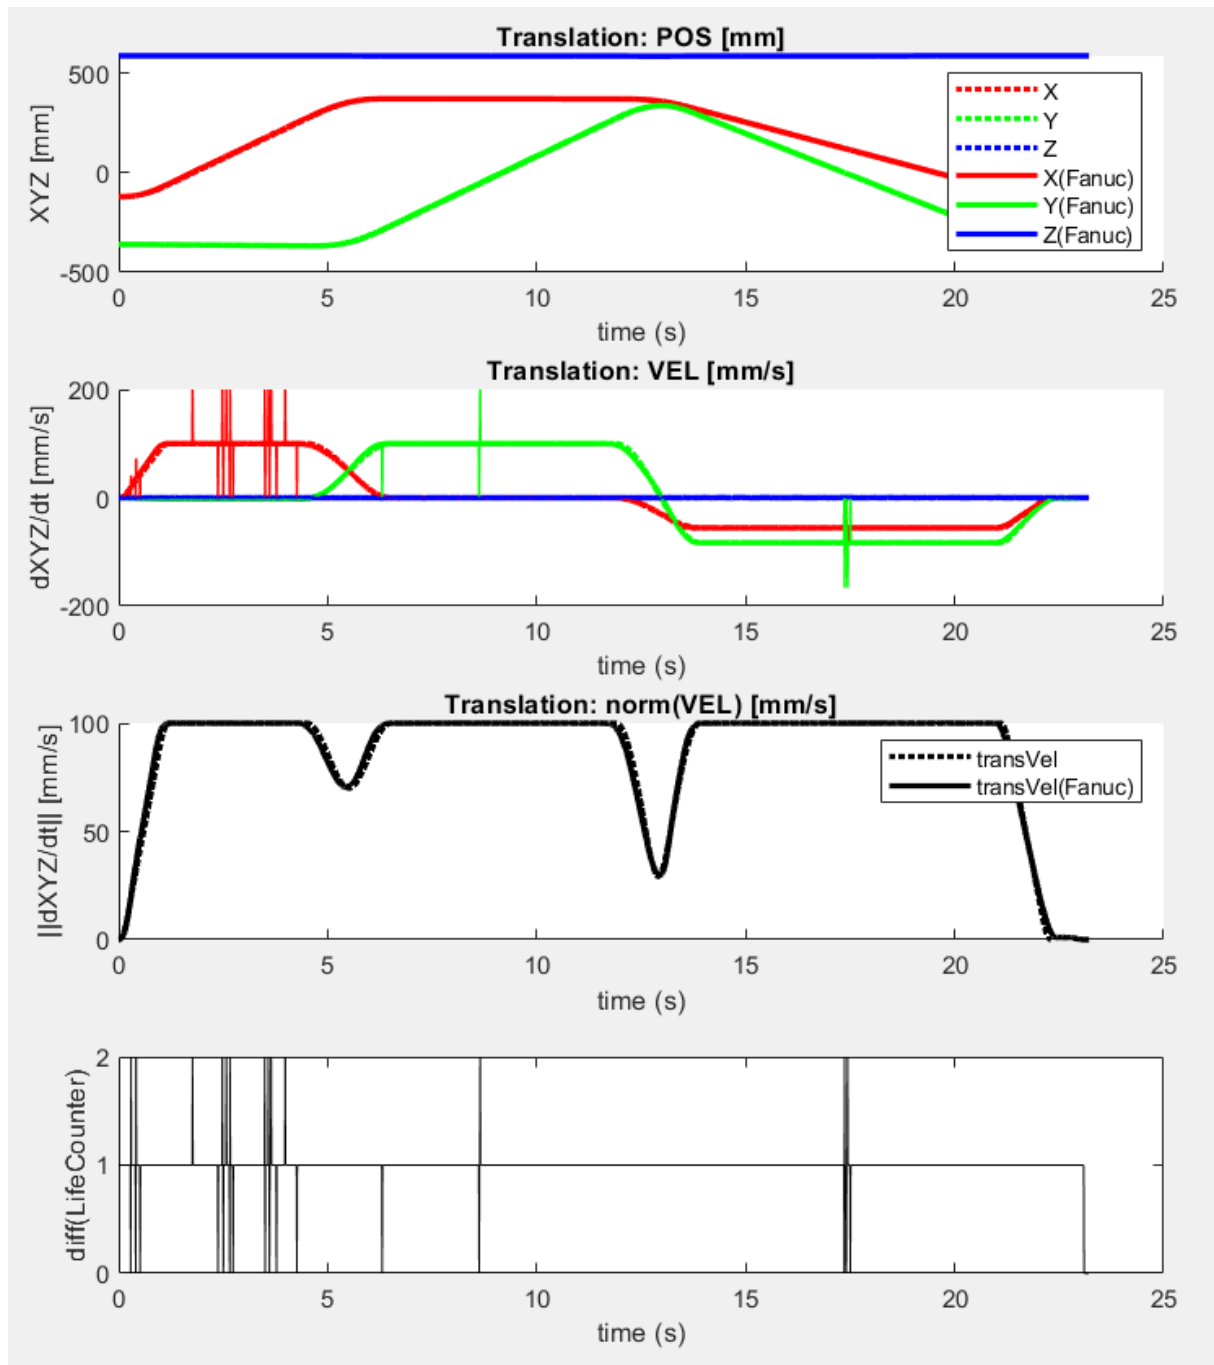 Translation: POS [mm]
XYZ [mm]
500
0
-500
X
Y
Z
X(Fanuc)
Y(Fanuc)
Z(Fanuc)
0 5 10 15 20 25
time (s)
Translation: VEL [mm/s]
dXYZ/dt [mm/s]
200
0
-200
0 5 10 15 20 25
time (s)
Translation: norm(VEL) [mm/s]
||dXYZ/dt|| [mm/s]
100
50
0
transVel
transVel(Fanuc)
0 5 10 15 20 25
time (s)
diff(LifeCounter)
2
1
0
0 5 10 15 20 25
time (s)